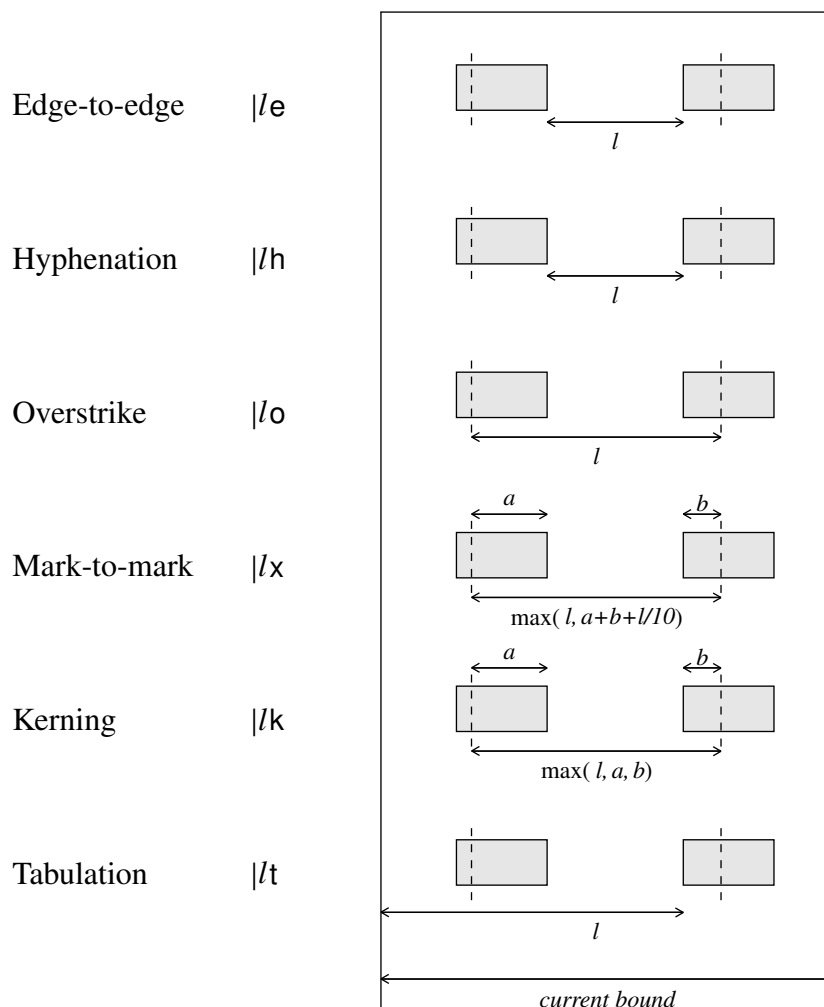 Edge-to-edge |le
l
Hyphenation |lh
l
Overstrike |lo
l
a b
Mark-to-mark |lx
max( l, a+b+l/10)
a b
Kerning |lk
max( l, a, b)
Tabulation |lt
l
current bound